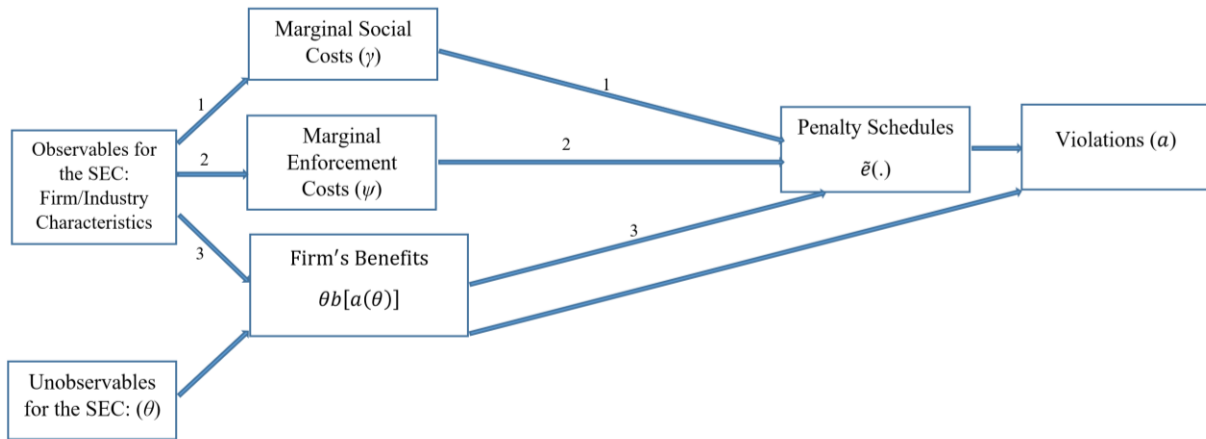 Marginal Social
Costs (γ)
1
1
Observables for
the SEC:
Firm/Industry
Characteristics
2
Marginal
Enforcement
Costs (ψ)
2
Penalty Schedules
ẽ(.)
Violations (a)
3
Firm's Benefits
θb[a(θ)]
3
Unobservables
for the SEC: (θ)